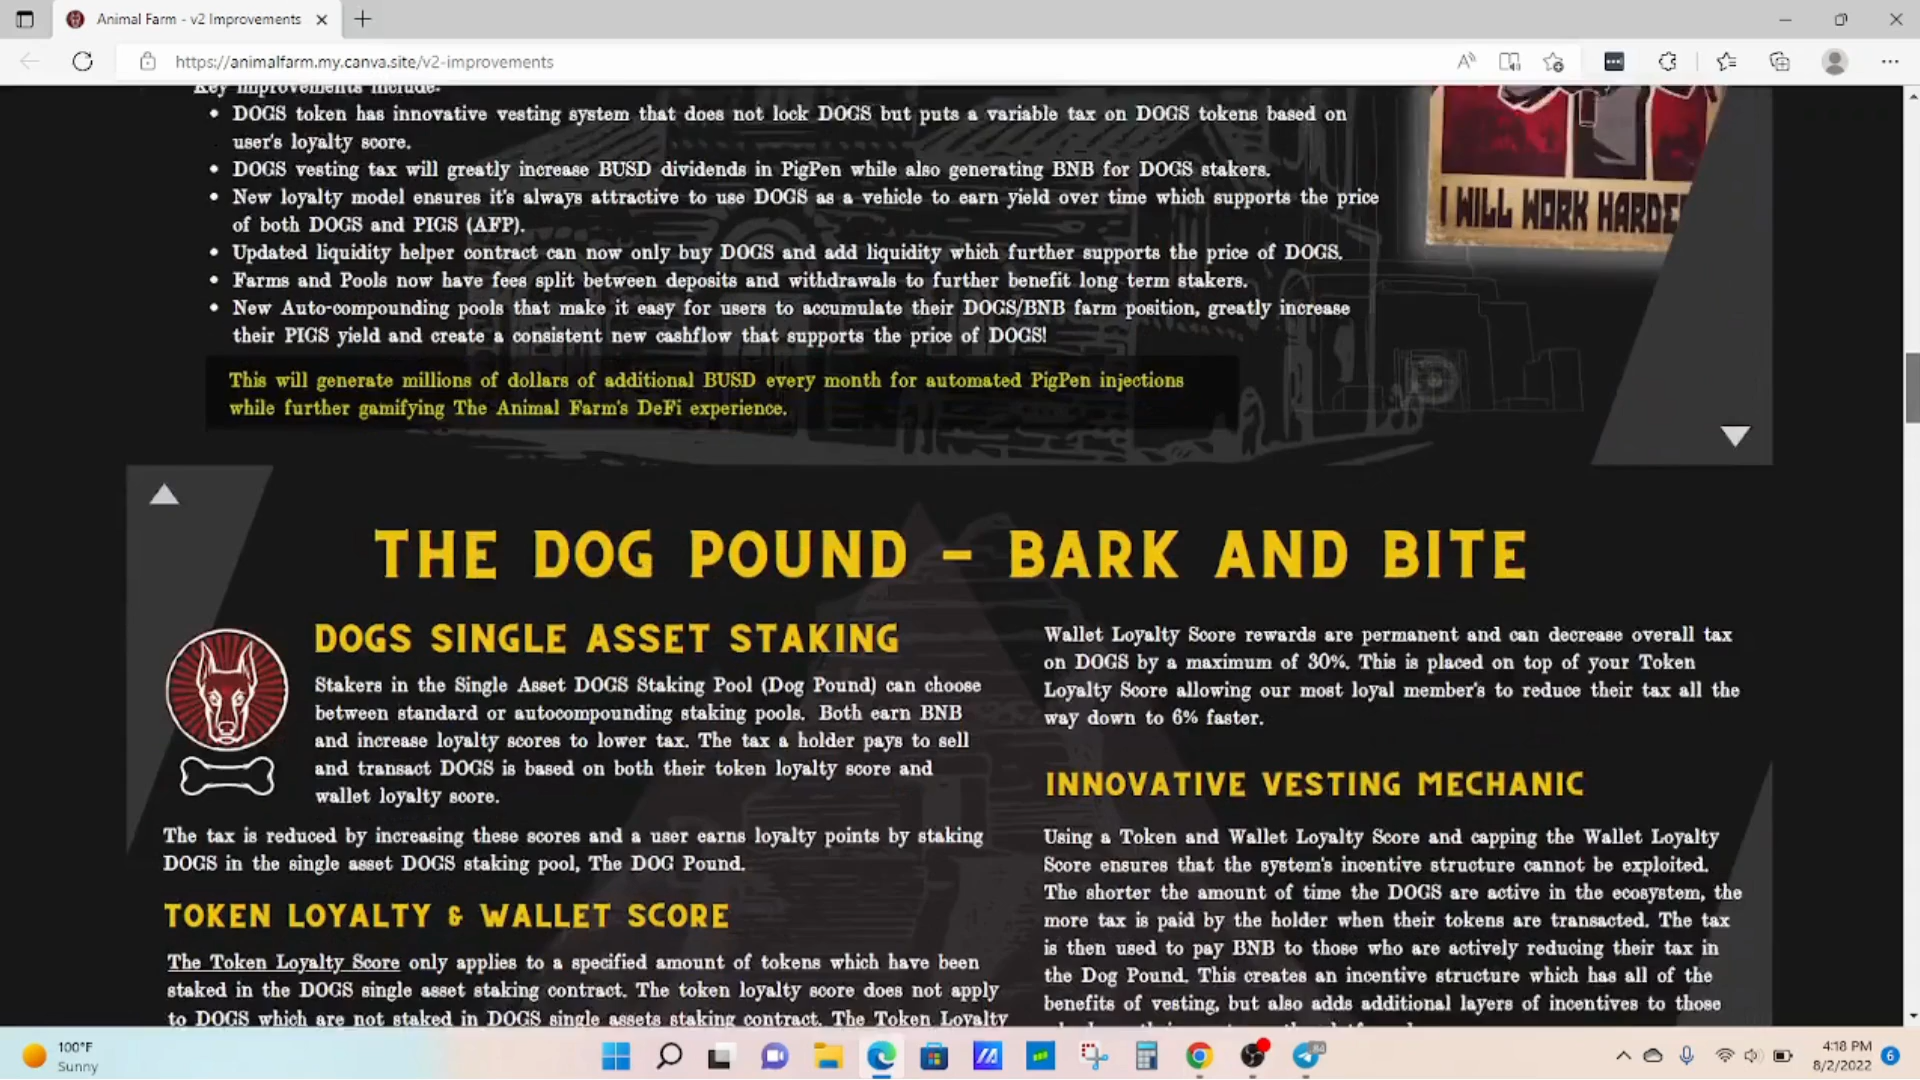 Animal Farm - v2 Improvements
https://animalfarm.my.canva.site/v2-improvements
Key improvements include:
• DOGS token has innovative vesting system that does not lock DOGS but puts a variable tax on DOGS tokens based on
user's loyalty score.
• DOGS vesting tax will greatly increase BUSD dividends in PigPen while also generating BNB for DOGS stakers.
• New loyalty model ensures it's always attractive to use DOGS as a vehicle to earn yield over time which supports the price
of both DOGS and PIGS (AFP).
• Updated liquidity helper contract can now only buy DOGS and add liquidity which further supports the price of DOGS.
• Farms and Pools now have fees split between deposits and withdrawals to further benefit long term stakers.
• New Auto-compounding pools that make it easy for users to accumulate their DOGS/BNB farm position, greatly increase
their PIGS yield and create a consistent new cashflow that supports the price of DOGS!
I WILL WORK HARDE
This will generate millions of dollars of additional BUSD every month for automated PigPen injections
while further gamifying The Animal Farm's DeFi experience.
THE DOG POUND - BARK AND BITE
DOGS SINGLE ASSET STAKING
Stakers in the Single Asset DOGS Staking Pool (Dog Pound) can choose
between standard or autocompounding staking pools. Both earn BNB
and increase loyalty scores to lower tax. The tax a holder pays to sell
and transact DOGS is based on both their token loyalty score and
wallet loyalty score.
The tax is reduced by increasing these scores and a user earns loyalty points by staking
DOGS in the single asset DOGS staking pool, The DOG Pound.
TOKEN LOYALTY & WALLET SCORE
The Token Loyalty Score only applies to a specified amount of tokens which have been
staked in the DOGS single asset staking contract. The token loyalty score does not apply
to DOGS which are not staked in DOGS single assets staking contract. The Token Loyalty
Wallet Loyalty Score rewards are permanent and can decrease overall tax
on DOGS by a maximum of 30%. This is placed on top of your Token
Loyalty Score allowing our most loyal member's to reduce their tax all the
way down to 6% faster.
INNOVATIVE VESTING MECHANIC
Using a Token and Wallet Loyalty Score and capping the Wallet Loyalty
Score ensures that the system's incentive structure cannot be exploited.
The shorter the amount of time the DOGS are active in the ecosystem, the
more tax is paid by the holder when their tokens are transacted. The tax
is then used to pay BNB to those who are actively reducing their tax in
the Dog Pound. This creates an incentive structure which has all of the
benefits of vesting, but also adds additional layers of incentives to those
100°F
Sunny
4:18 PM
8/2/2022
6